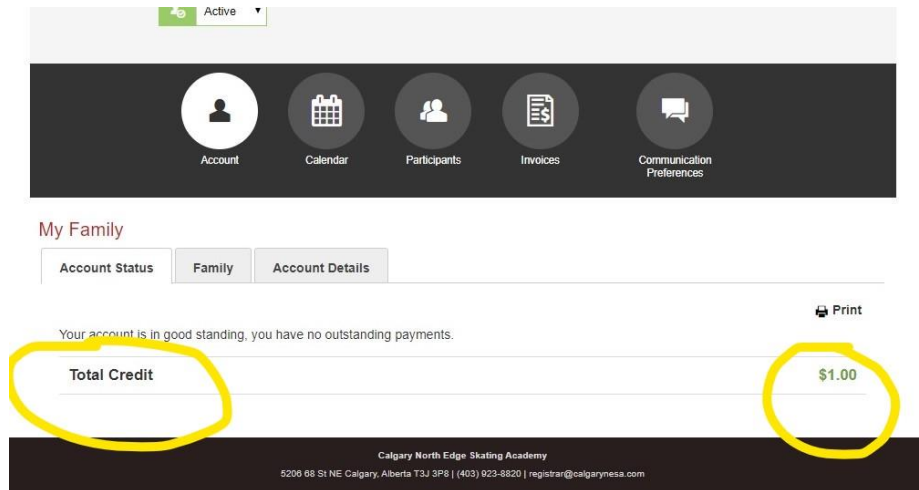 Active
Account
Calendar
Participants
Invoices
Communication
Preferences
My Family
Account Status
Family
Account Details
Print
Your account is in good standing, you have no outstanding payments.
Total Credit
$1.00
Calgary North Edge Skating Academy
5206 68 St NE Calgary, Alberta T3J 3P8 | (403) 923-8820 | registrar@calgarynesa.com